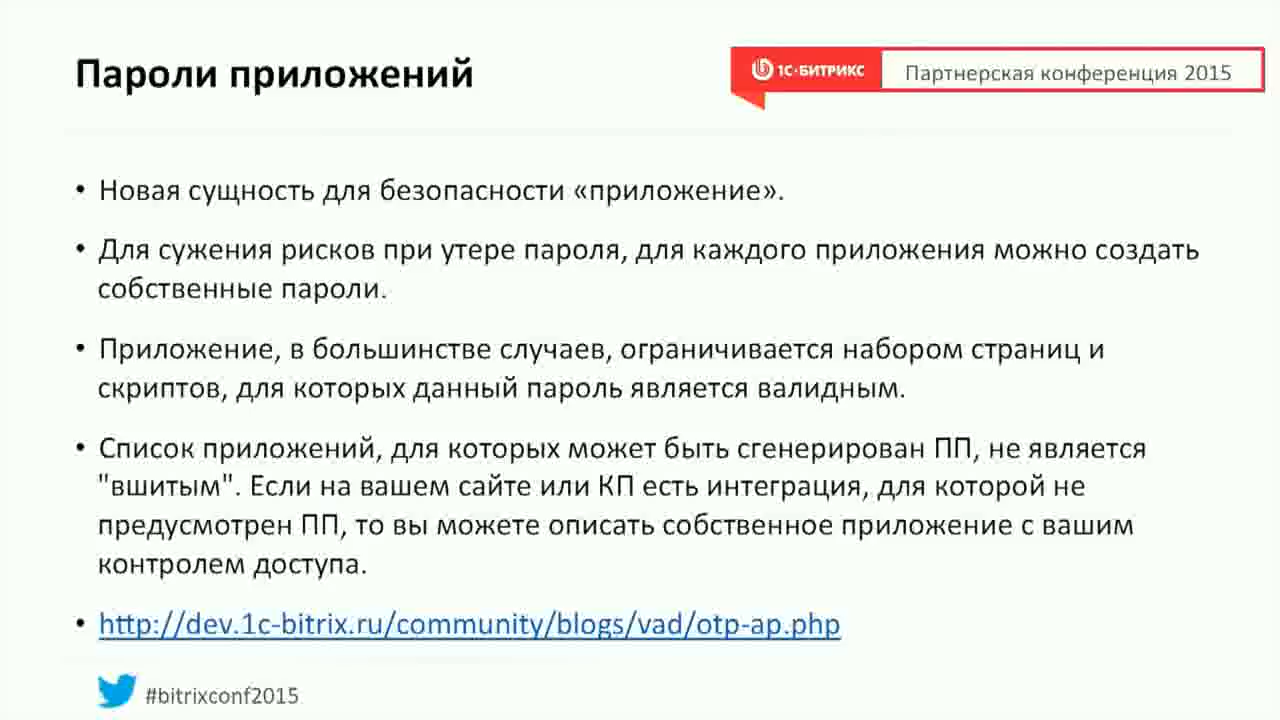 Пароли приложений
1С-БИТРИКС
Партнерская конференция 2015
• Новая сущность для безопасности «приложение».
• Для сужения рисков при утере пароля, для каждого приложения можно создать
собственные пароли.
• Приложение, в большинстве случаев, ограничивается набором страниц и
скриптов, для которых данный пароль является валидным.
• Список приложений, для которых может быть сгенерирован ПП, не является
"вшитым". Если на вашем сайте или КП есть интеграция, для которой не
предусмотрен ПП, то вы можете описать собственное приложение с вашим
контролем доступа.
• http://dev.1c-bitrix.ru/community/blogs/vad/otp-ap.php
#bitrixconf2015